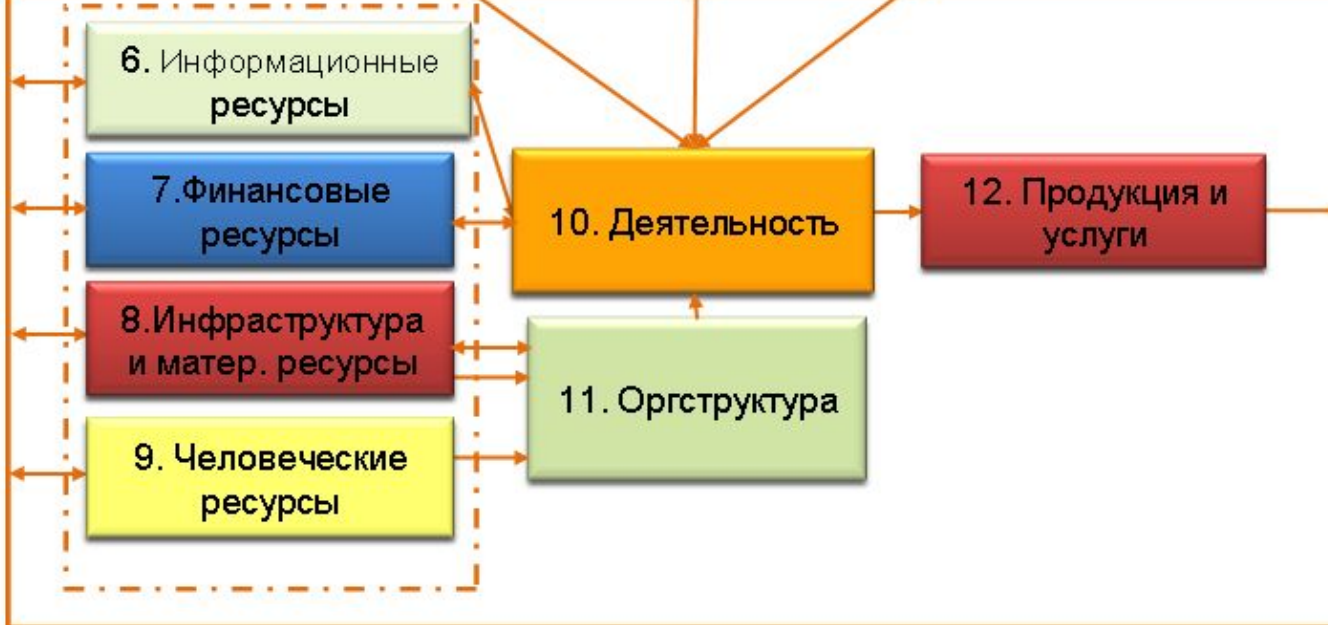 6. Информационные
ресурсы
7.Финансовые
ресурсы
8.Инфраструктура
и матер. ресурсы
9. Человеческие
ресурсы
10. Деятельность
11. Оргструктура
12. Продукция и
услуги